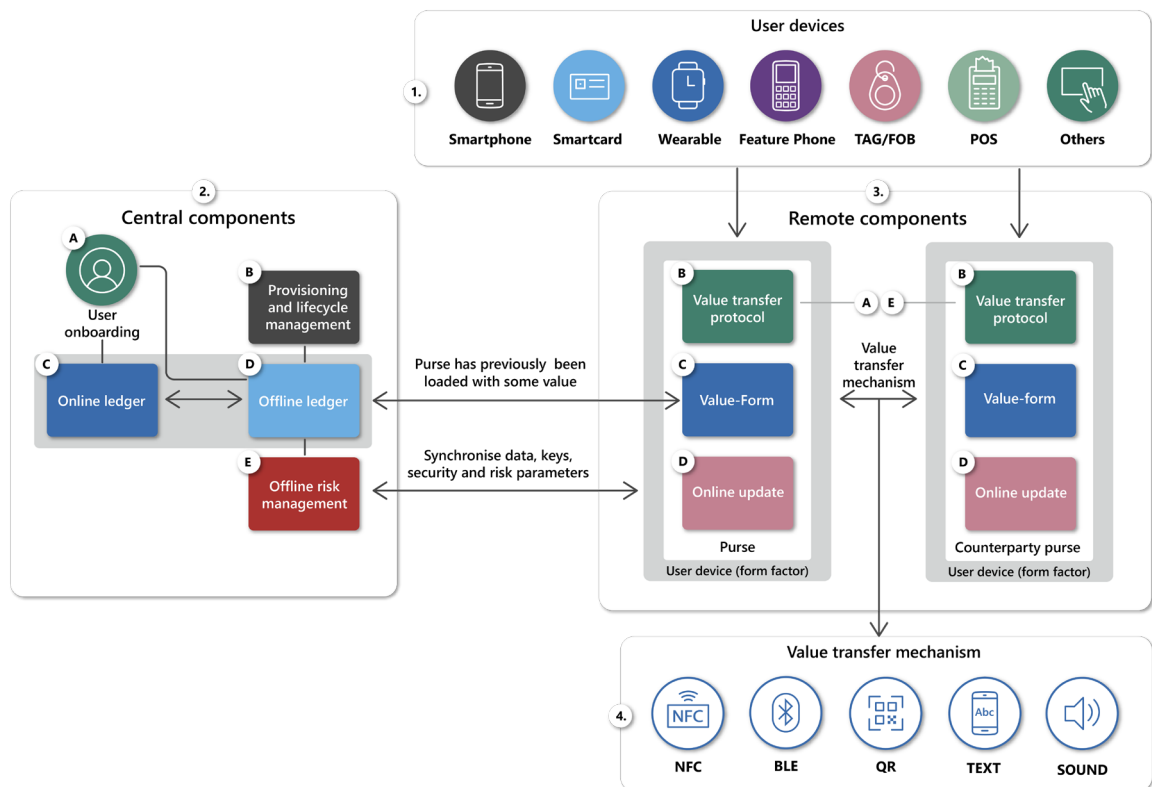 User devices
1.
Smartphone
Smartcard
Wearable
Feature Phone
TAG/FOB
POS
Others
2.
Central components
A
User
onboarding
B
Provisioning
and lifecycle
management
C
Online ledger
D
Offline ledger
E
Offline risk
management
Purse has previously been
loaded with some value
Synchronise data, keys,
security and risk parameters
3.
Remote components
B
Value transfer
protocol
C
Value-Form
D
Online update
Purse
User device (form factor)
A
E
Value
transfer
mechanism
B
Value transfer
protocol
C
Value-form
D
Online update
Counterparty purse
User device (form factor)
Value transfer mechanism
4.
NFC
NFC
BLE
QR
Abc
TEXT
SOUND